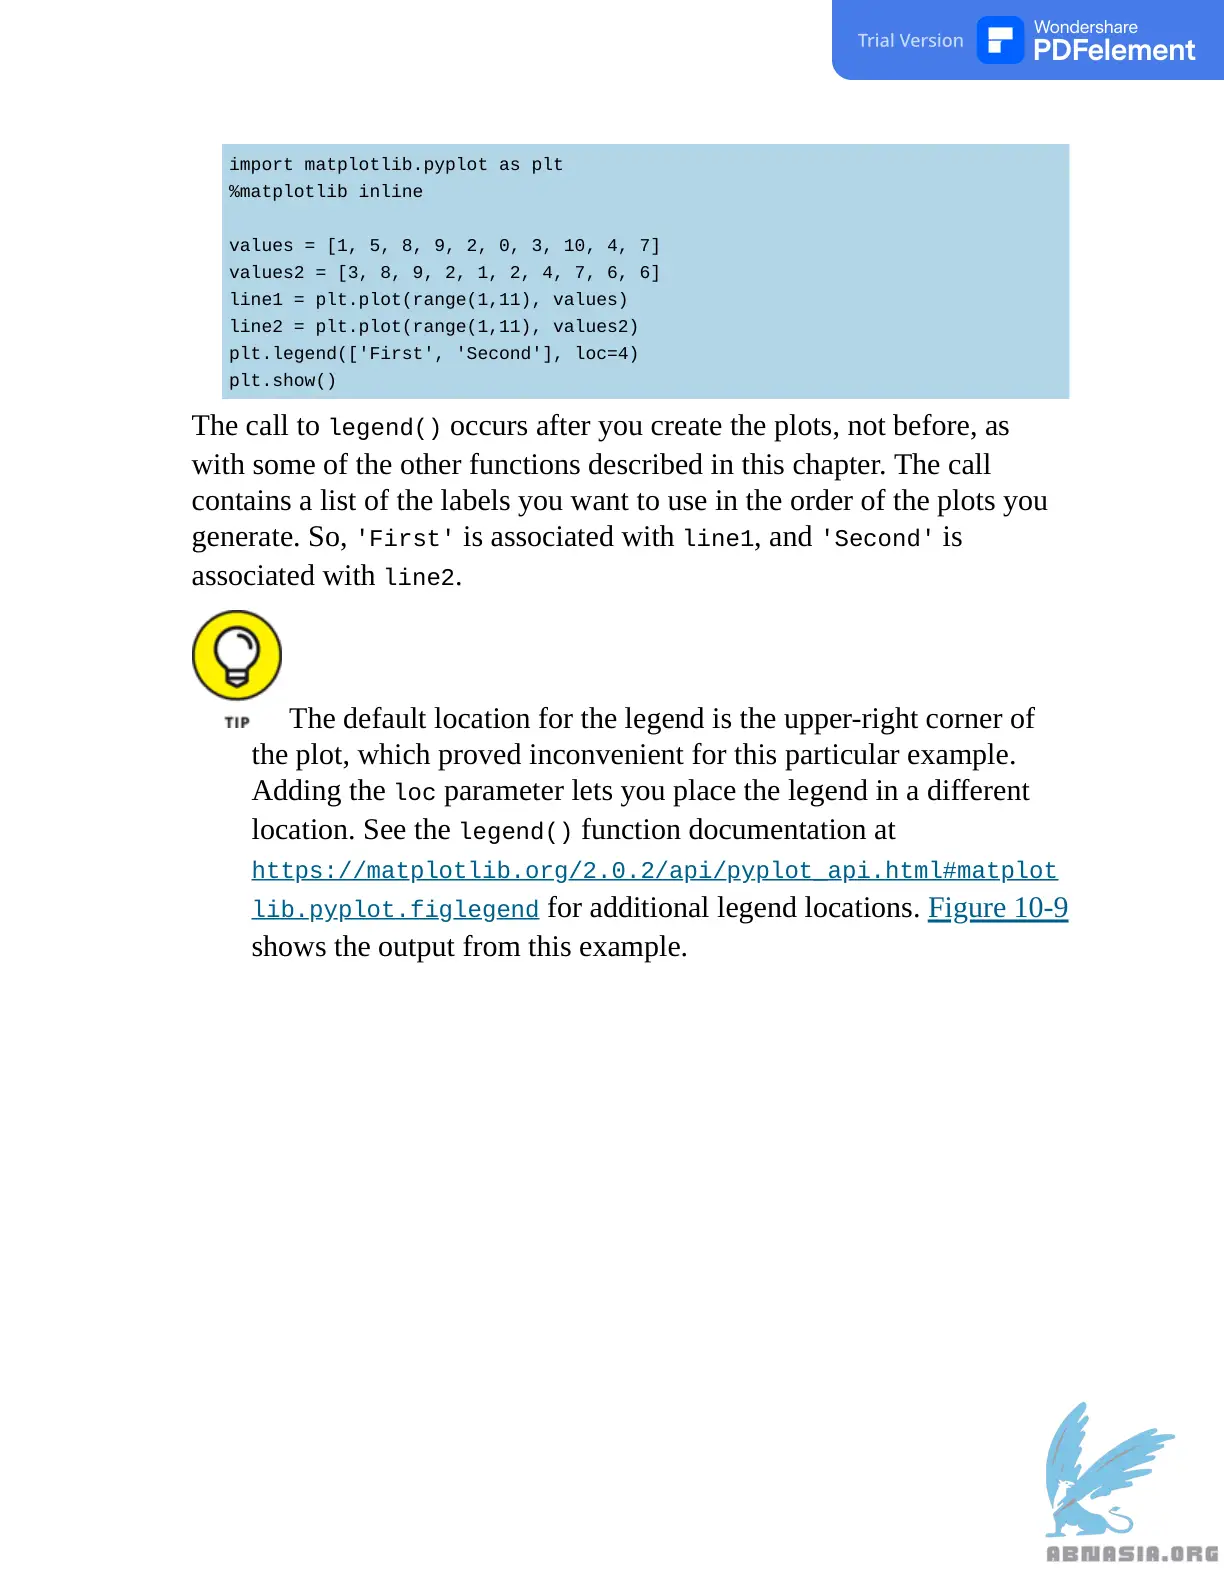 Trial Version
Wondershare
PDFelement
import matplotlib.pyplot as plt
%matplotlib inline
values = [1, 5, 8, 9, 2, 0, 3, 10, 4, 7]
values2 = [3, 8, 9, 2, 1, 2, 4, 7, 6, 6]
line1 = plt.plot(range(1,11), values)
line2 = plt.plot(range(1,11), values2)
plt.legend(['First', 'Second'], loc=4)
plt.show()
The call to legend() occurs after you create the plots, not before, as
with some of the other functions described in this chapter. The call
contains a list of the labels you want to use in the order of the plots you
generate. So, 'First' is associated with line1, and 'Second' is
associated with line2.
TIP The default location for the legend is the upper-right corner of
the plot, which proved inconvenient for this particular example.
Adding the loc parameter lets you place the legend in a different
location. See the legend() function documentation at
https://matplotlib.org/2.0.2/api/pyplot_api.html#matplot
lib.pyplot.figlegend for additional legend locations. Figure 10-9
shows the output from this example.
ABNASIA.ORG